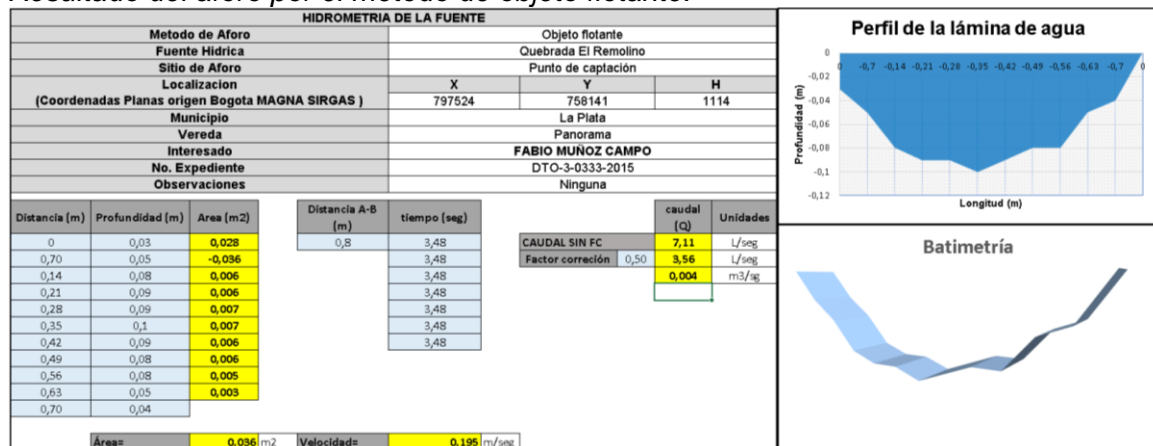 Resultado del aforo por el método de objeto flotante.
HIDROMETRIA DE LA FUENTE
Metodo de Aforo Objeto flotante
Fuente Hidrica Quebrada El Remolino
Sitio de Aforo Punto de captación
Localizacion X Y H
(Coordenadas Planas origen Bogota MAGNA SIRGAS ) 797524 758141 1114
Municipio La Plata
Vereda Panorama
Interesado FABIO MUÑOZ CAMPO
No. Expediente DTO-3-0333-2015
Observaciones Ninguna
Distancia (m) Profundidad (m) Area (m2)
0 0,03 0,028
0,70 0,05 -0,036
0,14 0,08 0,006
0,21 0,09 0,006
0,28 0,09 0,007
0,35 0,1 0,007
0,42 0,09 0,006
0,49 0,08 0,006
0,56 0,08 0,005
0,63 0,05 0,003
0,70 0,04
Distancia A-B
(m)
tiempo (seg)
0,8 3,48
3,48
3,48
3,48
3,48
3,48
3,48
caudal
(Q)
Unidades
CAUDAL SIN FC 7,11 L/seg
Factor correción 0,50 3,56 L/seg
0,004 m3/sg
Área= 0,036 m2 Velocidad= 0,195 m/seg
Perfil de la lámina de agua
0
-0,02
-0,04
-0,06
-0,08
-0,1
-0,12
0 -0,7 -0,14 -0,21 -0,28 -0,35 -0,42 -0,49 -0,56 -0,63 -0,7 0
Profundidad (m)
Longitud (m)
Batimetría